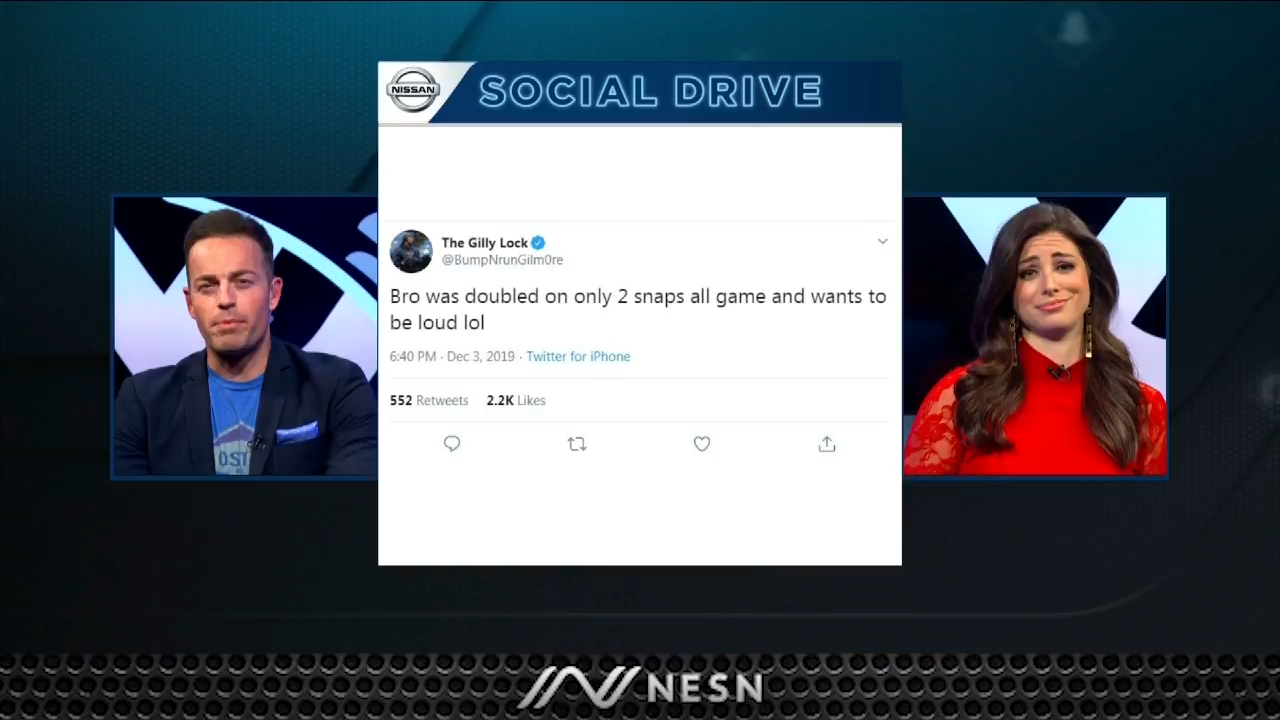 NISSAN
SOCIAL DRIVE
The Gilly Lock
@BumpNrunGilm0re
Bro was doubled on only 2 snaps all game and wants to
be loud lol
6:40 PM · Dec 3, 2019 · Twitter for iPhone
552 Retweets 2.2K Likes
OST
NESN